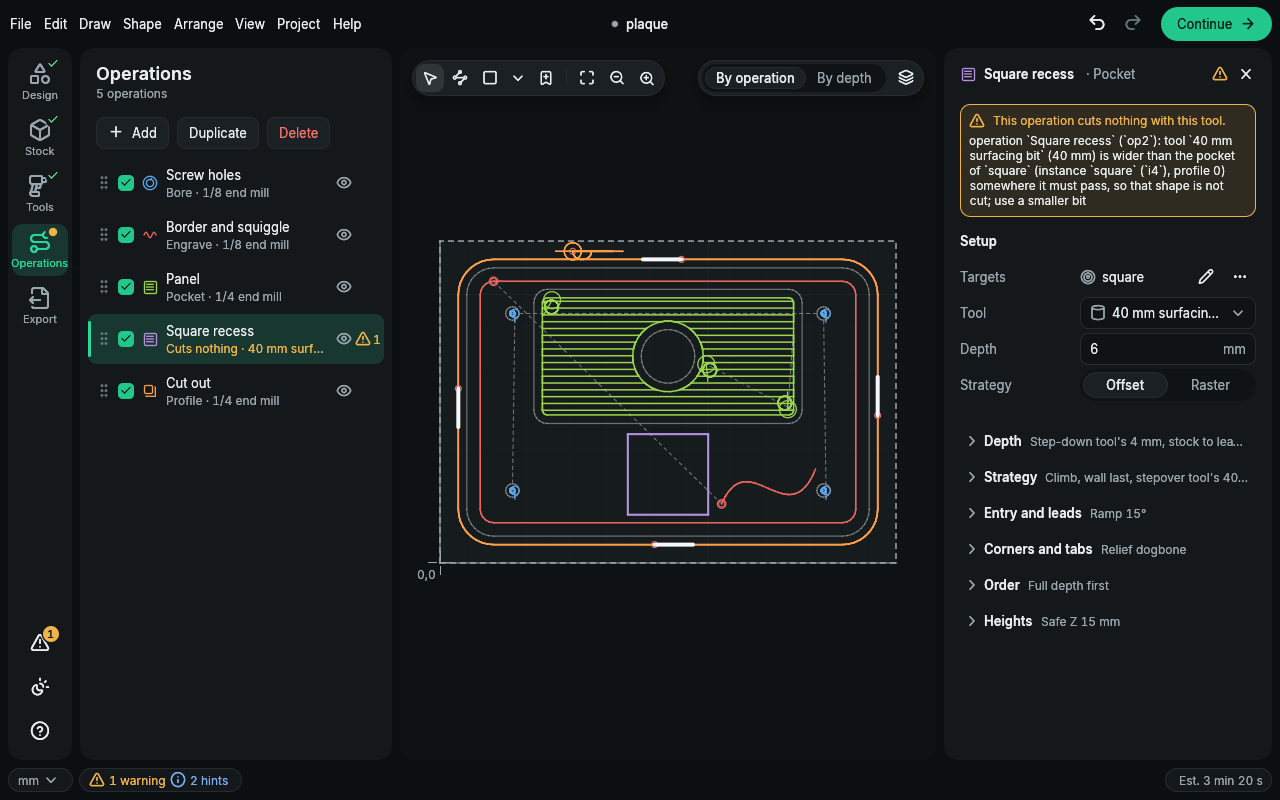 File Edit Draw Shape Arrange View Project Help
plaque
Continue
Design
Stock
Tools
Operations
Export
1
Operations
5 operations
Add
Duplicate
Delete
Screw holes
Bore · 1/8 end mill
Border and squiggle
Engrave · 1/8 end mill
Panel
Pocket · 1/4 end mill
Square recess
Cuts nothing · 40 mm surf...
1
Cut out
Profile · 1/4 end mill
By operation
By depth
0,0
Square recess · Pocket
This operation cuts nothing with this tool.
operation `Square recess` (`op2`): tool `40 mm
surfacing bit` (40 mm) is wider than the pocket
of `square` (instance `square` (`i4`), profile 0)
somewhere it must pass, so that shape is not
cut; use a smaller bit
Setup
Targets
square
Tool
40 mm surfacin...
Depth
6
mm
Strategy
Offset
Raster
Depth Step-down tool's 4 mm, stock to lea...
Strategy Climb, wall last, stepover tool's 40...
Entry and leads Ramp 15°
Corners and tabs Relief dogbone
Order Full depth first
Heights Safe Z 15 mm
mm
1 warning
2 hints
Est. 3 min 20 s